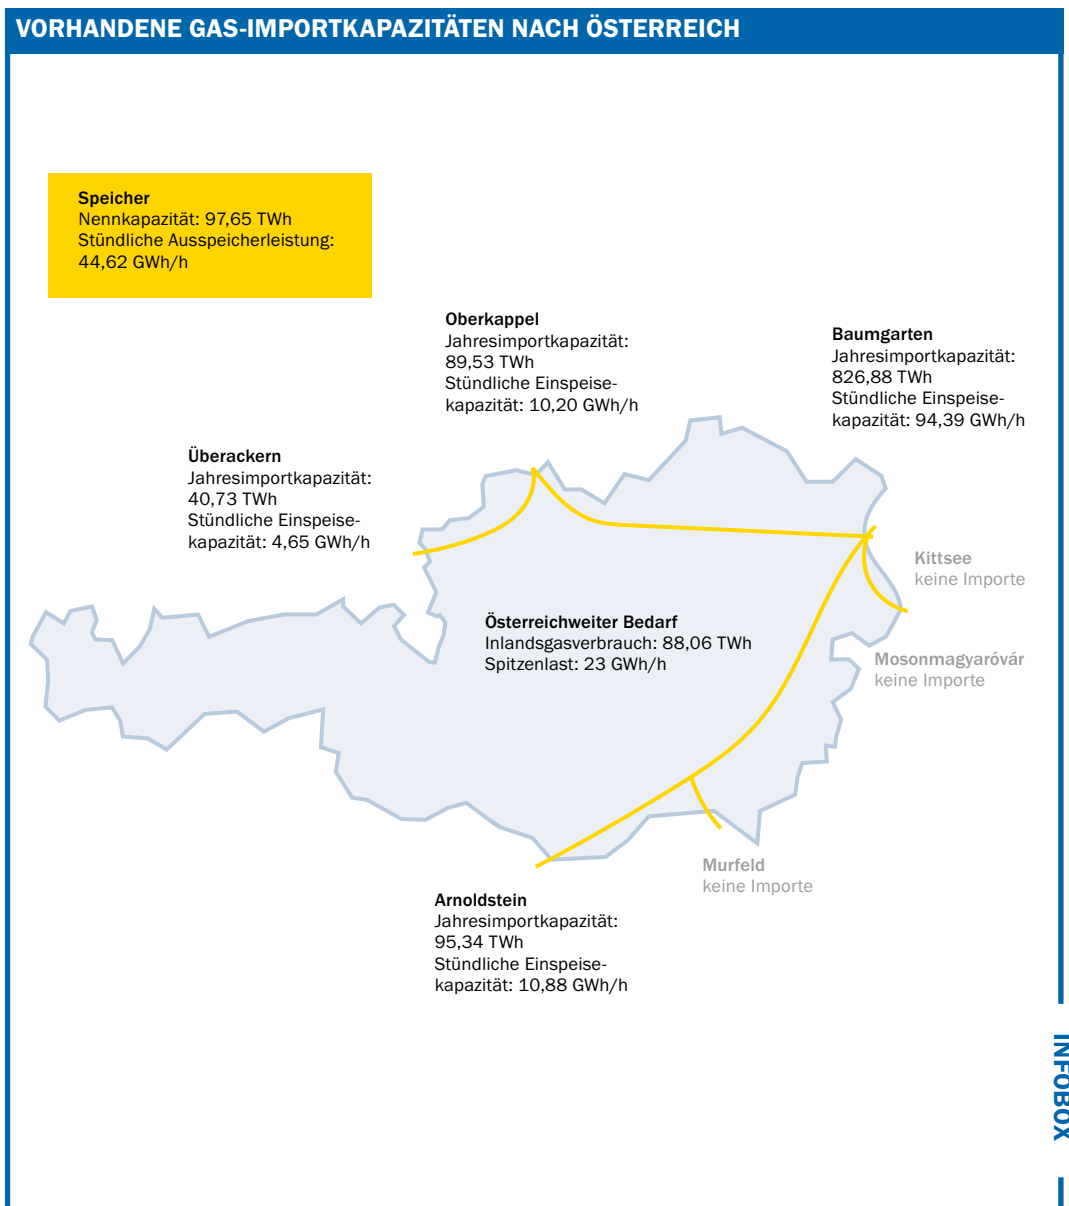 VORHANDENE GAS-IMPORTKAPAZITÄTEN NACH ÖSTERREICH
Speicher
Nennkapazität: 97,65 TWh
Stündliche Ausspeicherleistung:
44,62 GWh/h
Oberkappel
Jahresimportkapazität:
89,53 TWh
Stündliche Einspeise-
kapazität: 10,20 GWh/h
Baumgarten
Jahresimportkapazität:
826,88 TWh
Stündliche Einspeise-
kapazität: 94,39 GWh/h
Überackern
Jahresimportkapazität:
40,73 TWh
Stündliche Einspeise-
kapazität: 4,65 GWh/h
Kittsee
keine Importe
Österreichweiter Bedarf
Inlandsgasverbrauch: 88,06 TWh
Spitzenlast: 23 GWh/h
Mosonmagyaróvár
keine Importe
Murfeld
keine Importe
Arnoldstein
Jahresimportkapazität:
95,34 TWh
Stündliche Einspeise-
kapazität: 10,88 GWh/h
INFOBOX